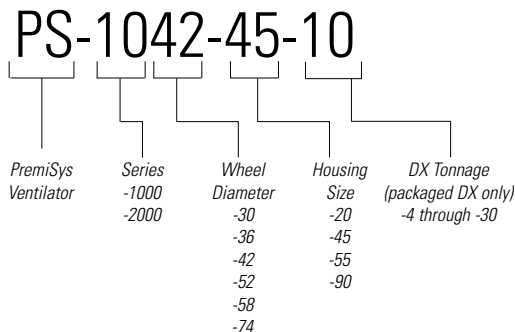 PS-1042-45-10
PremiSys
Ventilator
Series
-1000
-2000
Wheel
Diameter
-30
-36
-42
-52
-58
-74
Housing
Size
-20
-45
-55
-90
DX Tonnage
(packaged DX only)
-4 through -30